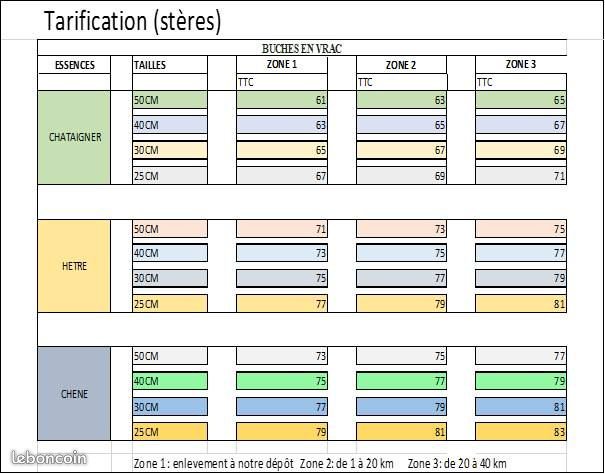 Tarification (stères)
BUCHES EN VRAC
ESSENCES TAILLES ZONE 1 ZONE 2 ZONE 3
TTC TTC TTC
50CM 61 63 65
40CM 63 65 67
CHATAIGNER
30CM 65 67 69
25CM 67 69 71
50CM 71 73 75
40CM 73 75 77
HETRE
30CM 75 77 79
25CM 77 79 81
50CM 73 75 77
40CM 75 77 79
CHENE
30CM 77 79 81
25CM 79 81 83
leboncoin
Zone 1 : enlevement à notre dépôt Zone 2: de 1 à 20 km Zone 3: de 20 à 40 km